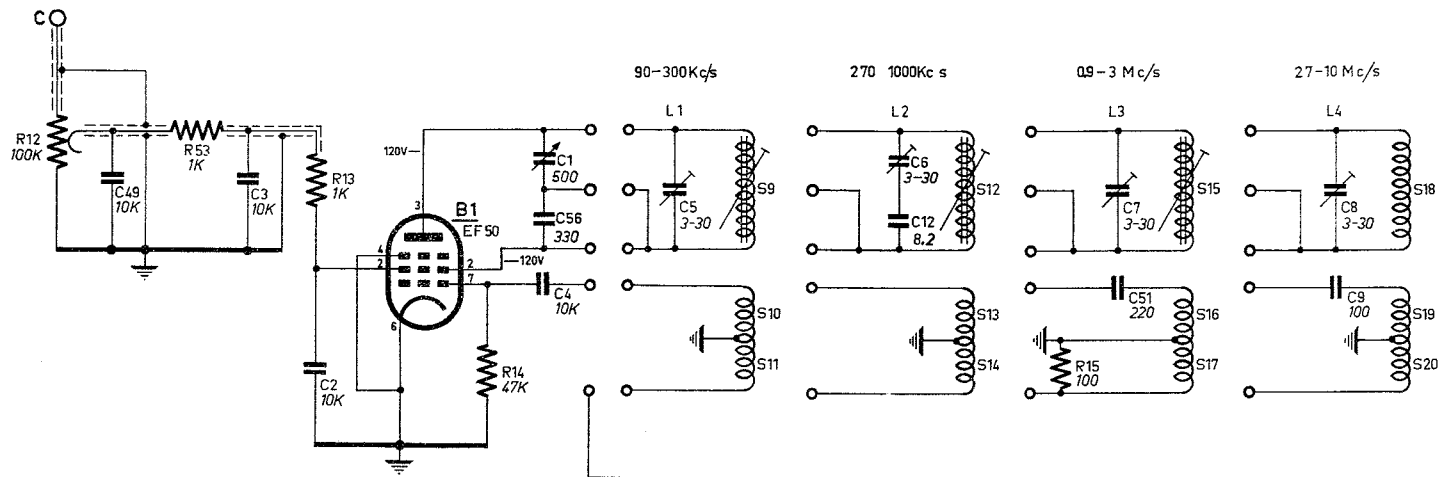 C
90-300Kc/s
270 1000Kc s
0.9-3 Mc/s
27-10 Mc/s
L1
L2
L3
L4
R12
100K
R53
1K
C49
10K
C3
10K
R13
1K
120V
C1
500
3
B1
EF50
C56
330
4
2
2
7
120V
6
C4
10K
C2
10K
R14
47K
C5
3-30
S9
S10
S11
C6
3-30
C12
8.2
S12
S13
S14
C7
3-30
S15
C51
220
S16
S17
R15
100
C8
3-30
S18
C9
100
S19
S20